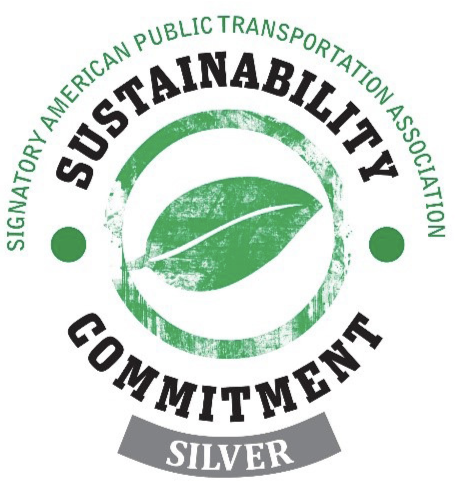 SIGNATORY AMERICAN PUBLIC TRANSPORTATION ASSOCIATION
SUSTAINABILITY
COMMITMENT
SILVER